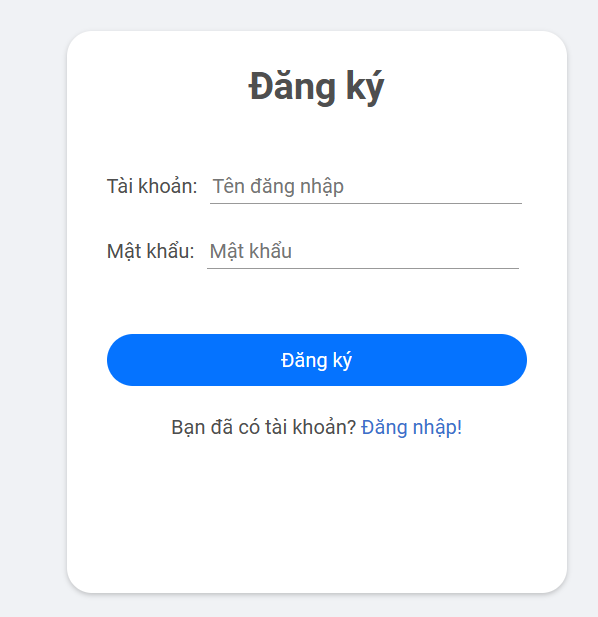 Đăng ký
Tài khoản: Tên đăng nhập
Mật khẩu: Mật khẩu
Đăng ký
Bạn đã có tài khoản? Đăng nhập!